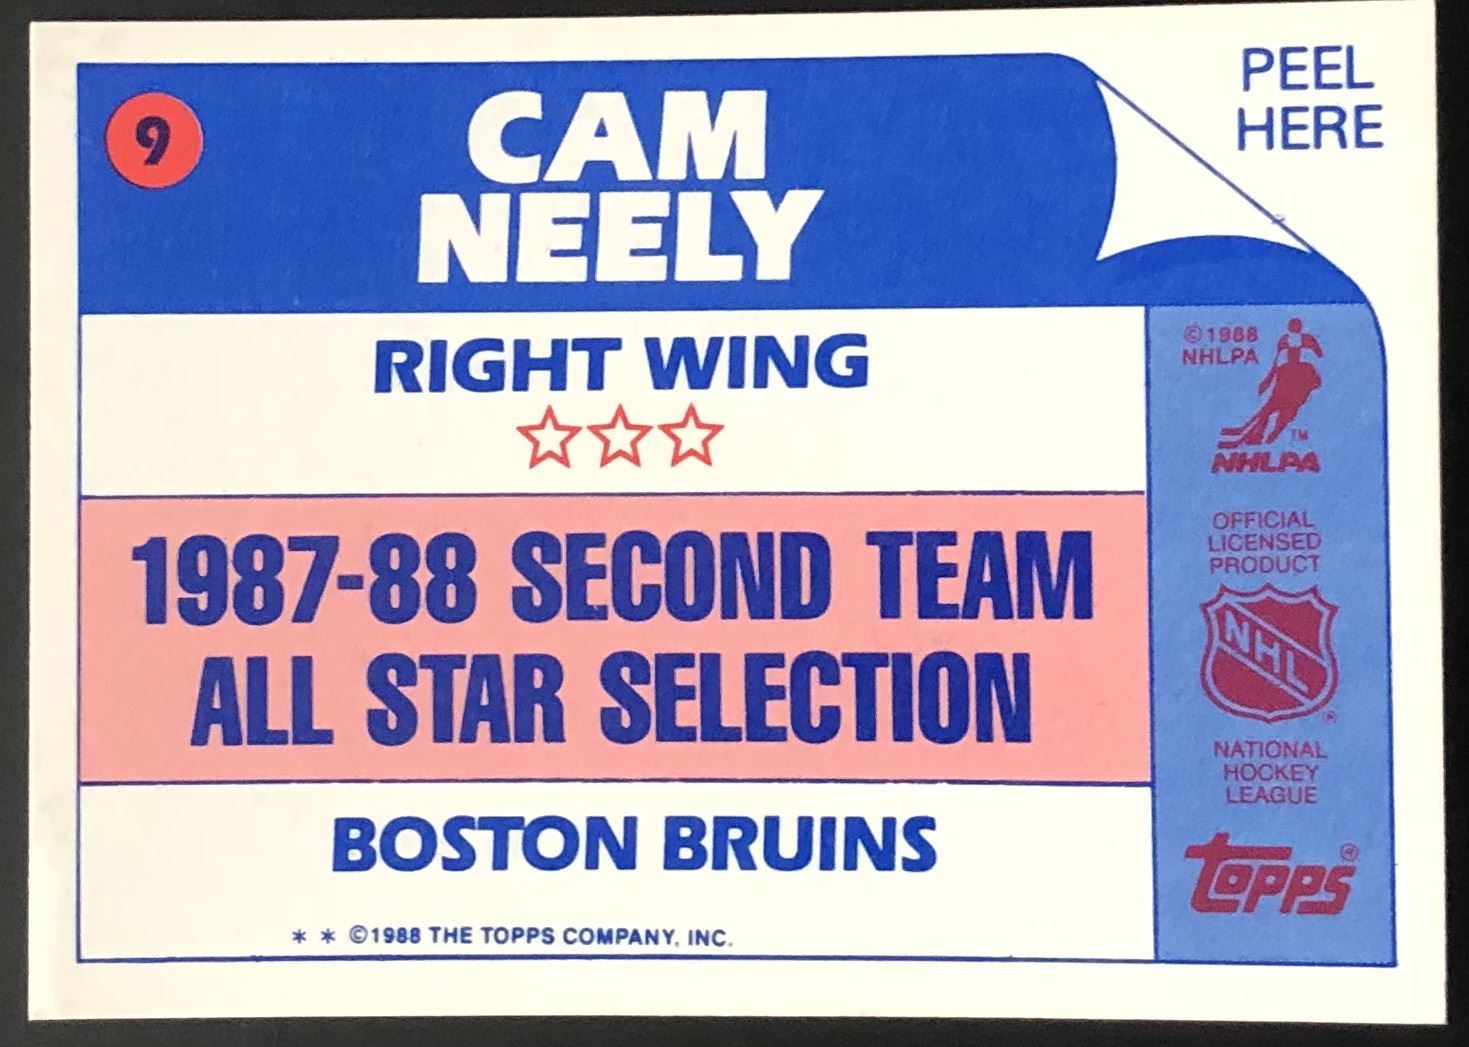 PEEL
HERE
9
CAM
NEELY
RIGHT WING
©1988
NHLPA
TM
NHLPA
1987-88 SECOND TEAM
ALL STAR SELECTION
OFFICIAL
LICENSED
PRODUCT
NHL
®
NATIONAL
HOCKEY
LEAGUE
BOSTON BRUINS
topps®
* * ©1988 THE TOPPS COMPANY, INC.